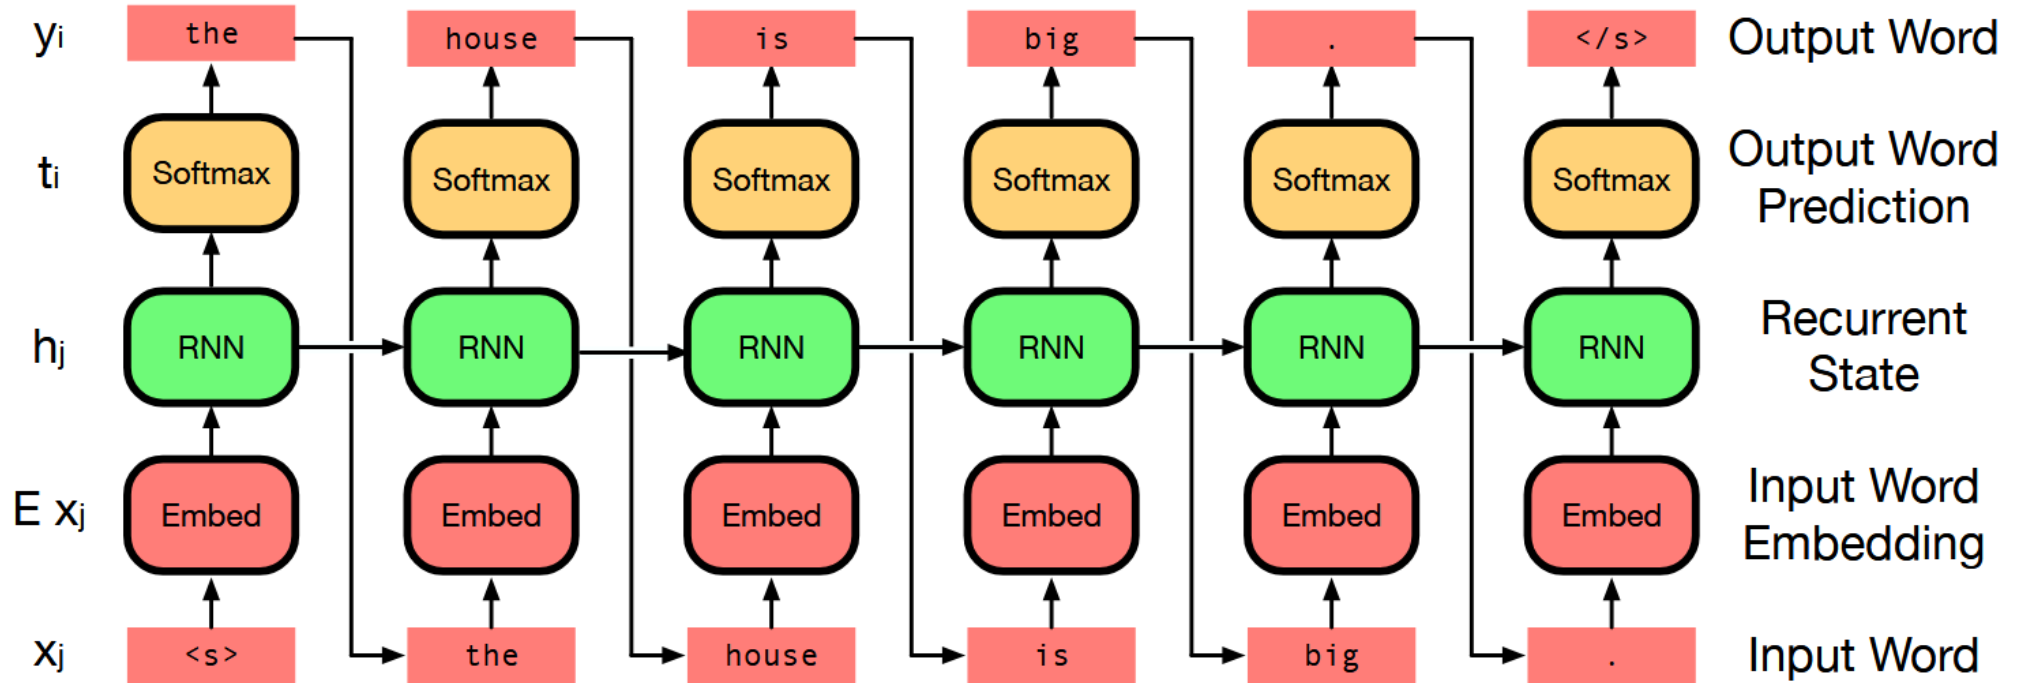 yi the house is big . </s> Output Word
ti Softmax Softmax Softmax Softmax Softmax Softmax Output Word
Prediction
hj RNN RNN RNN RNN RNN RNN Recurrent
State
E xj Embed Embed Embed Embed Embed Embed Input Word
Embedding
xj <s> the house is big . Input Word